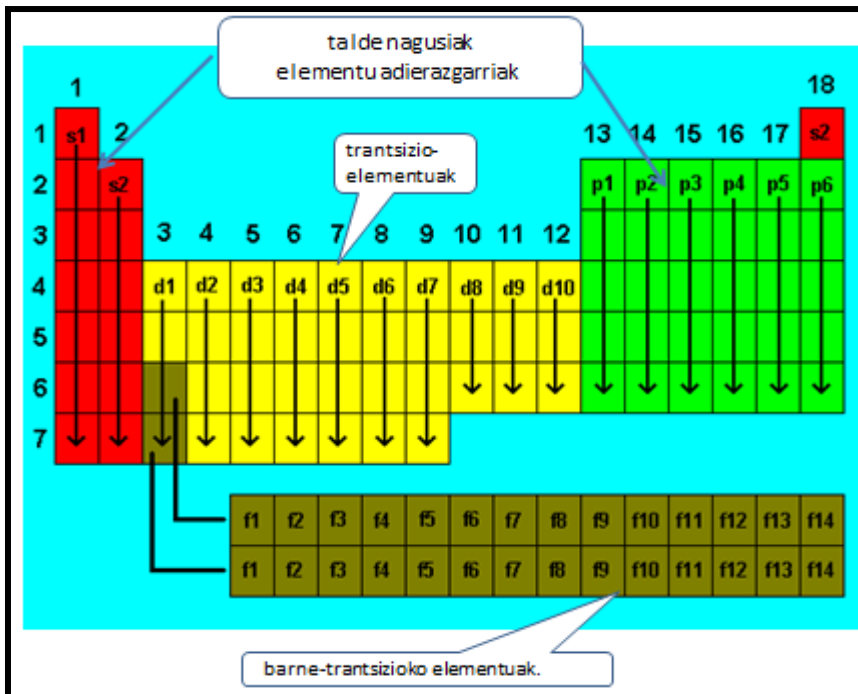 talde nagusiak
elementu adierazgarriak
1 18
1 s1 2 13 14 15 16 17 s2
trantsizio-
elementuak
2 s2 p1 p2 p3 p4 p5 p6
3 3 4 5 6 7 8 9 10 11 12
4 d1 d2 d3 d4 d5 d6 d7 d8 d9 d10
5
6
7
f1 f2 f3 f4 f5 f6 f7 f8 f9 f10 f11 f12 f13 f14
f1 f2 f3 f4 f5 f6 f7 f8 f9 f10 f11 f12 f13 f14
barne-trantsizioko elementuak.